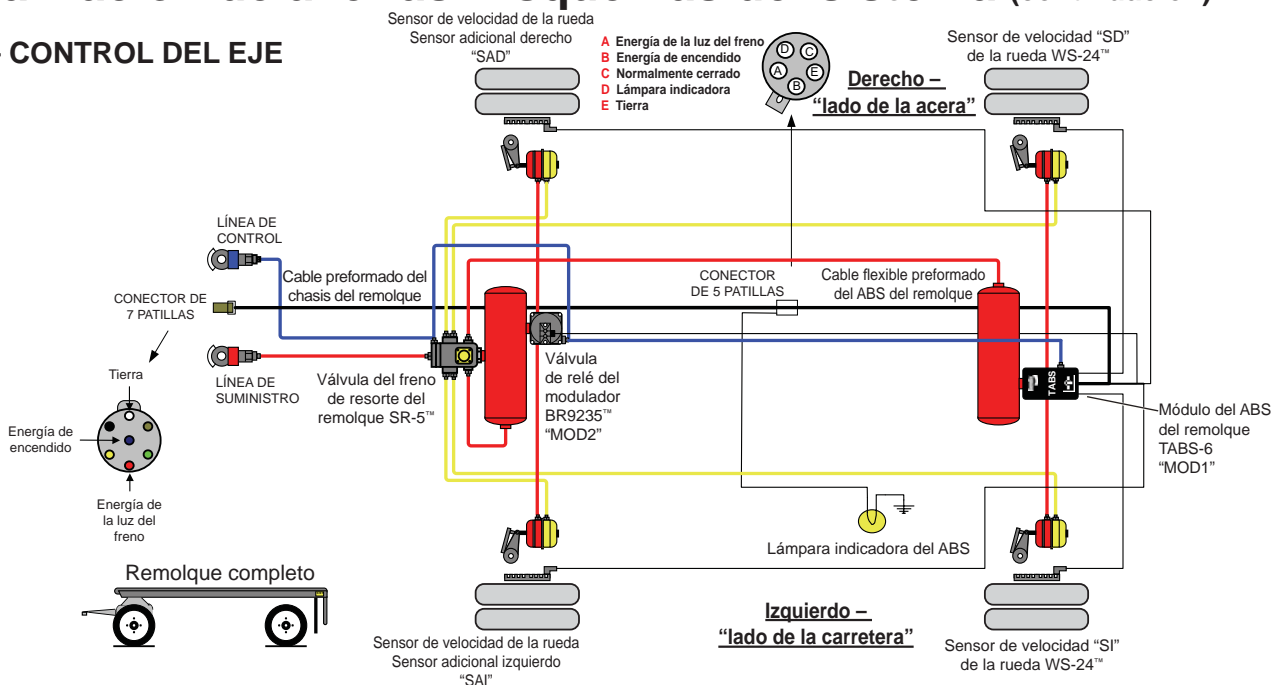 (continuación)
CONTROL DEL EJE
Sensor de velocidad de la rueda
Sensor adicional derecho
“SAD”
A Energía de la luz del freno
B Energía de encendido
C Normalmente cerrado
D Lámpara indicadora
E Tierra
D C
A E
B
Derecho –
“lado de la acera”
Sensor de velocidad “SD”
de la rueda WS-24™
LÍNEA DE
CONTROL
Cable preformado del
chasis del remolque
CONECTOR
DE 5 PATILLAS
Cable flexible preformado
del ABS del remolque
CONECTOR DE
7 PATILLAS
LÍNEA DE
SUMINISTRO
Válvula del freno
de resorte del
remolque SR-5™
Válvula
de relé del
modulador
BR9235™
“MOD2”
TABS
Módulo del ABS
del remolque
TABS-6
“MOD1”
Tierra
Energía de
encendido
Energía de
la luz del
freno
Lámpara indicadora del ABS
Remolque completo
Izquierdo –
“lado de la carretera”
Sensor de velocidad de la rueda
Sensor adicional izquierdo
“SAI”
Sensor de velocidad “SI”
de la rueda WS-24™